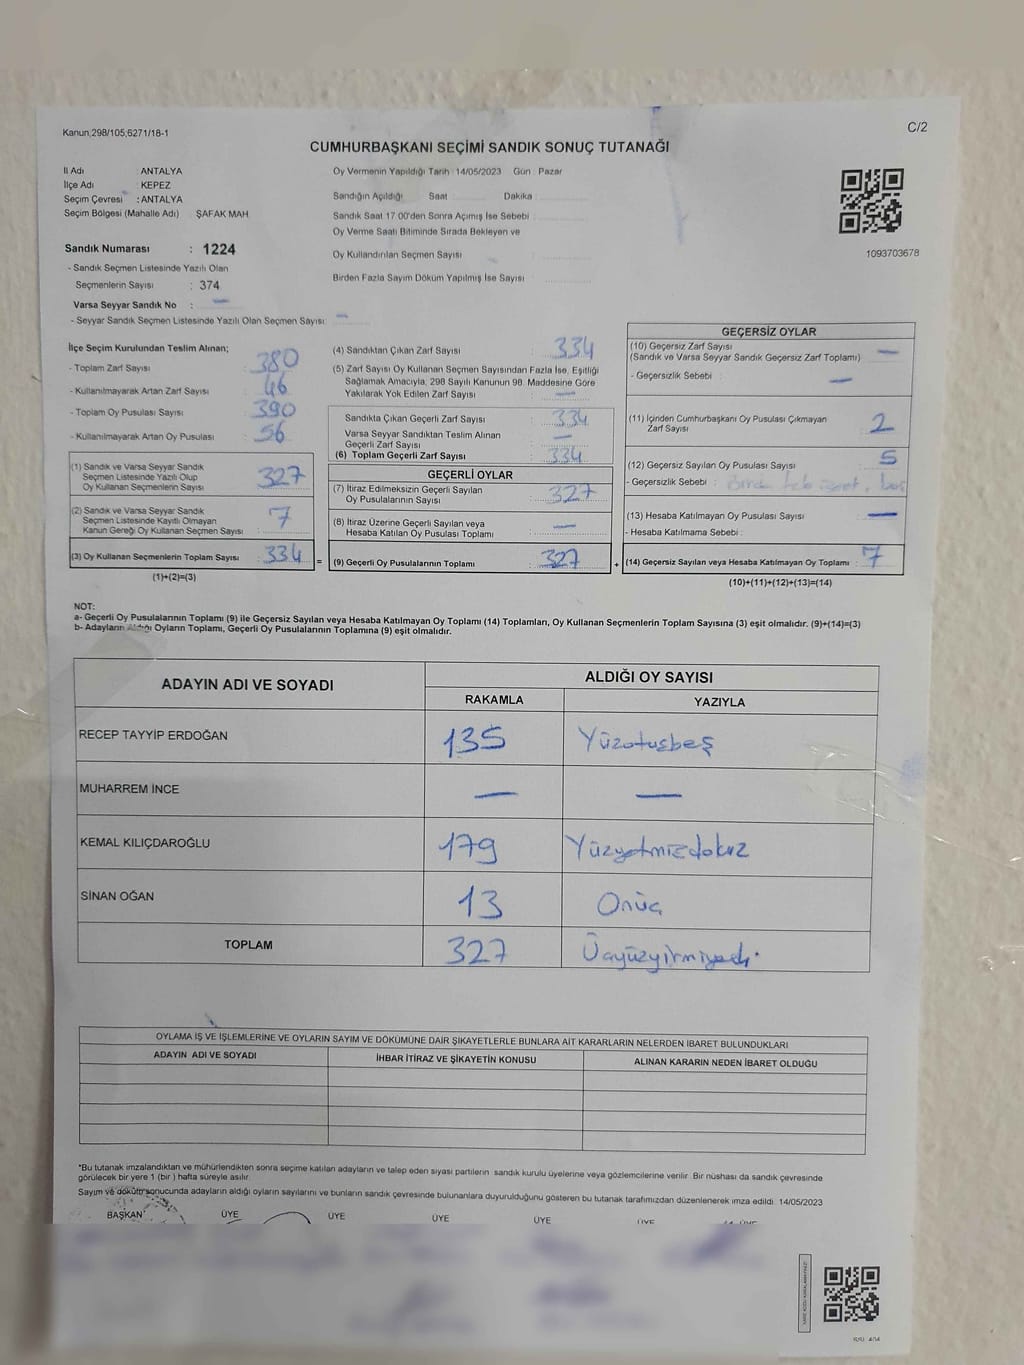 Kanun;298/105;6271/18-1
C/2
CUMHURBAŞKANI SEÇİMİ SANDIK SONUÇ TUTANAĞI
İl Adı : ANTALYA
İlçe Adı : KEPEZ
Seçim Çevresi : ANTALYA
Seçim Bölgesi (Mahalle Adı) ŞAFAK MAH.
Sandık Numarası : 1224
- Sandık Seçmen Listesinde Yazılı Olan
Seçmenlerin Sayısı : 374
Varsa Seyyar Sandık No : —
- Seyyar Sandık Seçmen Listesinde Yazılı Olan Seçmen Sayısı: —
Oy Vermenin Yapıldığı Tarih :14/05/2023 Gün : Pazar
Sandığın Açıldığı Saat Dakika
Sandık Saat 17.00'den Sonra Açımış İse Sebebi
Oy Verme Saati Bitiminde Sırada Bekleyen ve
Oy Kullandırılan Seçmen Sayısı
Birden Fazla Sayım Döküm Yapılmış İse Sayısı
1093703678
İlçe Seçim Kurulundan Teslim Alınan;
- Toplam Zarf Sayısı : 380
- Kullanılmayarak Artan Zarf Sayısı : 46
- Toplam Oy Pusulası Sayısı : 390
- Kullanılmayarak Artan Oy Pusulası : 56
(1) Sandık ve Varsa Seyyar Sandık
Seçmen Listesinde Yazılı Olup
Oy Kullanan Seçmenlerin Sayısı : 327
(2) Sandık ve Varsa Seyyar Sandık
Seçmen Listesinde Kayıtlı Olmayan
Kanun Gereği Oy Kullanan Seçmen Sayısı : 7
(3) Oy Kullanan Seçmenlerin Toplam Sayısı : 334
(1)+(2)=(3)
(4) Sandıktan Çıkan Zarf Sayısı : 334
(5) Zarf Sayısı Oy Kullanan Seçmen Sayısından Fazla İse, Eşitliği
Sağlamak Amacıyla, 298 Sayılı Kanunun 98. Maddesine Göre
Yakılarak Yok Edilen Zarf Sayısı : —
Sandıkta Çıkan Geçerli Zarf Sayısı : 334
Varsa Seyyar Sandıktan Teslim Alınan
Geçerli Zarf Sayısı : —
(6) Toplam Geçerli Zarf Sayısı : 334
GEÇERLİ OYLAR
(7) İtiraz Edilmeksizin Geçerli Sayılan
Oy Pusulalarının Sayısı : 327
(8) İtiraz Üzerine Geçerli Sayılan veya
Hesaba Katılan Oy Pusulası Toplamı : —
= (9) Geçerli Oy Pusulalarının Toplamı : 327
GEÇERSİZ OYLAR
(10) Geçersiz Zarf Sayısı
(Sandık ve Varsa Seyyar Sandık Geçersiz Zarf Toplamı) : —
- Geçersizlik Sebebi : —
(11) İçinden Cumhurbaşkanı Oy Pusulası Çıkmayan
Zarf Sayısı : 2
(12) Geçersiz Sayılan Oy Pusulası Sayısı : 5
- Geçersizlik Sebebi :
(13) Hesaba Katılmayan Oy Pusulası Sayısı : —
- Hesaba Katılmama Sebebi :
+ (14) Geçersiz Sayılan veya Hesaba Katılmayan Oy Toplamı : 7
(10)+(11)+(12)+(13)=(14)
NOT:
a- Geçerli Oy Pusulalarının Toplamı (9) ile Geçersiz Sayılan veya Hesaba Katılmayan Oy Toplamı (14) Toplamları, Oy Kullanan Seçmenlerin Toplam Sayısına (3) eşit olmalıdır. (9)+(14)=(3)
b- Adayların Aldığı Oyların Toplamı, Geçerli Oy Pusulalarının Toplamına (9) eşit olmalıdır.
ADAYIN ADI VE SOYADI
ALDIĞI OY SAYISI
RAKAMLA YAZIYLA
RECEP TAYYİP ERDOĞAN 135 Yüzotuzbeş
MUHARREM İNCE — —
KEMAL KILIÇDAROĞLU 179 Yüzyetmişdokuz
SİNAN OĞAN 13 Onüç
TOPLAM 327 Üçyüzyirmiyedi
OYLAMA İŞ VE İŞLEMLERİNE VE OYLARIN SAYIM VE DÖKÜMÜNE DAİR ŞİKAYETLERLE BUNLARA AİT KARARLARIN NELERDEN İBARET BULUNDUKLARI
ADAYIN ADI VE SOYADI İHBAR İTİRAZ VE ŞİKAYETİN KONUSU ALINAN KARARIN NEDEN İBARET OLDUĞU
*Bu tutanak imzalandıktan ve mühürlendikten sonra seçime katılan adayların ve talep eden siyasi partilerin sandık kurulu üyelerine veya gözlemcilerine verilir. Bir nüshası da sandık çevresinde
görülecek bir yere 1 (bir ) hafta süreyle asılır.
Sayım ve döküm sonucunda adayların aldığı oyların sayılarını ve bunların sandık çevresinde bulunanlara duyurulduğunu gösteren bu tutanak tarafımızdan düzenlenerek imza edildi. 14/05/2023
BAŞKAN ÜYE ÜYE ÜYE ÜYE ÜYE ÜYE